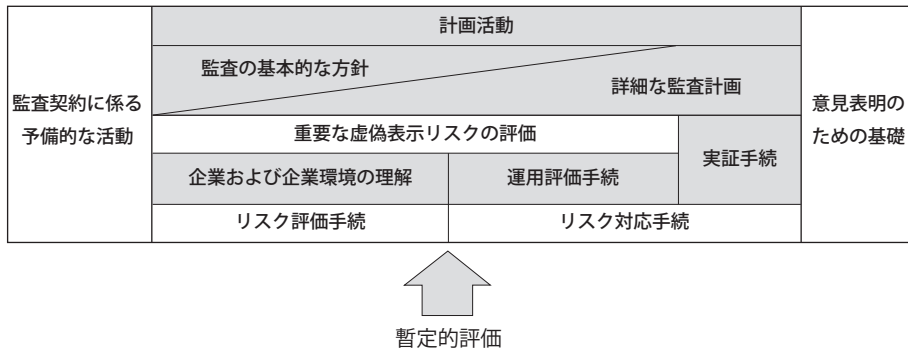 計画活動
監査の基本的な方針
詳細な監査計画
監査契約に係る
予備的な活動
意見表明の
ための基礎
重要な虚偽表示リスクの評価
実証手続
企業および企業環境の理解
運用評価手続
リスク評価手続
リスク対応手続
暫定的評価